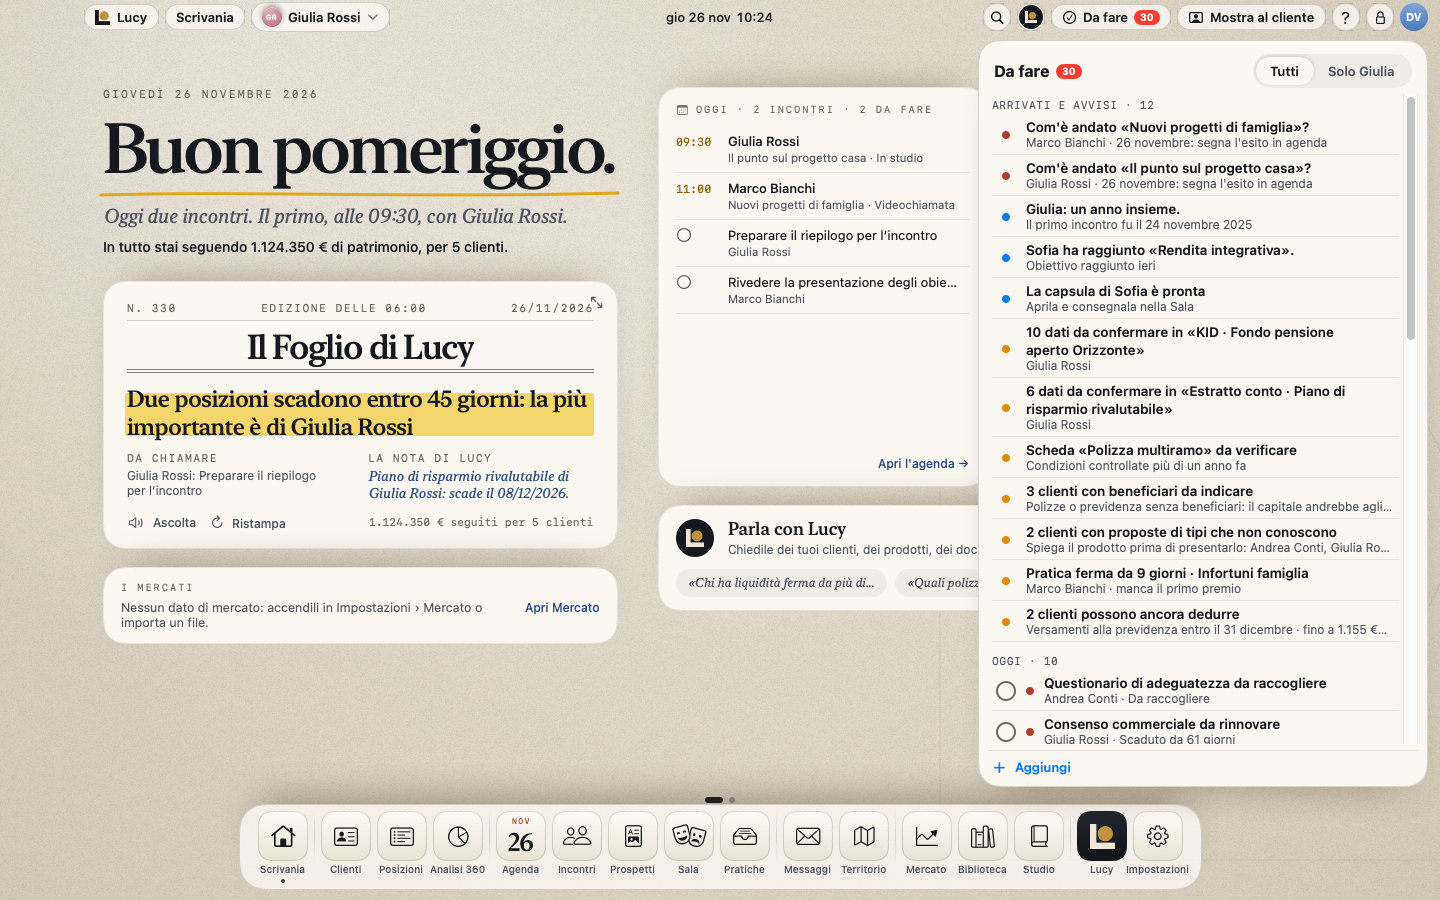 Lucy
Scrivania
GR Giulia Rossi
gio 26 nov 10:24
Da fare 30
Mostra al cliente
?
DV
GIOVEDÌ 26 NOVEMBRE 2026
Buon pomeriggio.
Oggi due incontri. Il primo, alle 09:30, con Giulia Rossi.
In tutto stai seguendo 1.124.350 € di patrimonio, per 5 clienti.
N. 330
EDIZIONE DELLE 06:00
26/11/2026
Il Foglio di Lucy
Due posizioni scadono entro 45 giorni: la più
importante è di Giulia Rossi
DA CHIAMARE
Giulia Rossi: Preparare il riepilogo
per l'incontro
LA NOTA DI LUCY
Piano di risparmio rivalutabile di
Giulia Rossi: scade il 08/12/2026.
Ascolta
Ristampa
1.124.350 € seguiti per 5 clienti
I MERCATI
Nessun dato di mercato: accendili in Impostazioni › Mercato o
importa un file.
Apri Mercato
OGGI · 2 INCONTRI · 2 DA FARE
09:30 Giulia Rossi
Il punto sul progetto casa · In studio
11:00 Marco Bianchi
Nuovi progetti di famiglia · Videochiamata
Preparare il riepilogo per l'incontro
Giulia Rossi
Rivedere la presentazione degli obie...
Marco Bianchi
Apri l'agenda →
Parla con Lucy
Chiedile dei tuoi clienti, dei prodotti, dei doc
«Chi ha liquidità ferma da più di...
«Quali polizz
Da fare 30
Tutti
Solo Giulia
ARRIVATI E AVVISI · 12
Com'è andato «Nuovi progetti di famiglia»?
Marco Bianchi · 26 novembre: segna l'esito in agenda
Com'è andato «Il punto sul progetto casa»?
Giulia Rossi · 26 novembre: segna l'esito in agenda
Giulia: un anno insieme.
Il primo incontro fu il 24 novembre 2025
Sofia ha raggiunto «Rendita integrativa».
Obiettivo raggiunto ieri
La capsula di Sofia è pronta
Aprila e consegnala nella Sala
10 dati da confermare in «KID · Fondo pensione
aperto Orizzonte»
Giulia Rossi
6 dati da confermare in «Estratto conto · Piano di
risparmio rivalutabile»
Giulia Rossi
Scheda «Polizza multiramo» da verificare
Condizioni controllate più di un anno fa
3 clienti con beneficiari da indicare
Polizze o previdenza senza beneficiari: il capitale andrebbe agli...
2 clienti con proposte di tipi che non conoscono
Spiega il prodotto prima di presentarlo: Andrea Conti, Giulia Ro...
Pratica ferma da 9 giorni · Infortuni famiglia
Marco Bianchi · manca il primo premio
2 clienti possono ancora dedurre
Versamenti alla previdenza entro il 31 dicembre · fino a 1.155 €...
OGGI · 10
Questionario di adeguatezza da raccogliere
Andrea Conti · Da raccogliere
Consenso commerciale da rinnovare
Giulia Rossi · Scaduto da 61 giorni
+ Aggiungi
NOV
26
Scrivania
Clienti
Posizioni
Analisi 360
Agenda
Incontri
Prospetti
Sala
Pratiche
Messaggi
Territorio
Mercato
Biblioteca
Studio
Lucy
Impostazioni